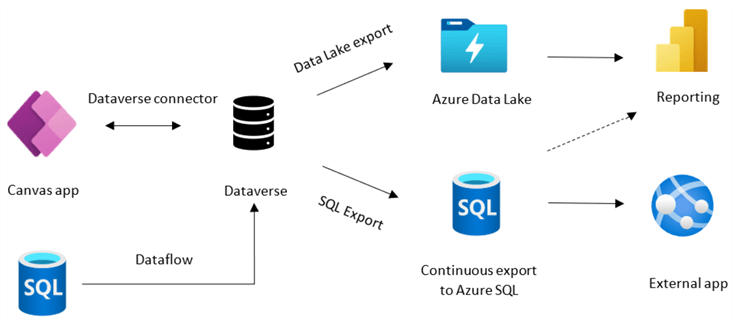 Data Lake export
Dataverse connector
Azure Data Lake
Reporting
Canvas app
Dataverse
SQL Export
SQL
Dataflow
SQL
Continuous export
to Azure SQL
External app